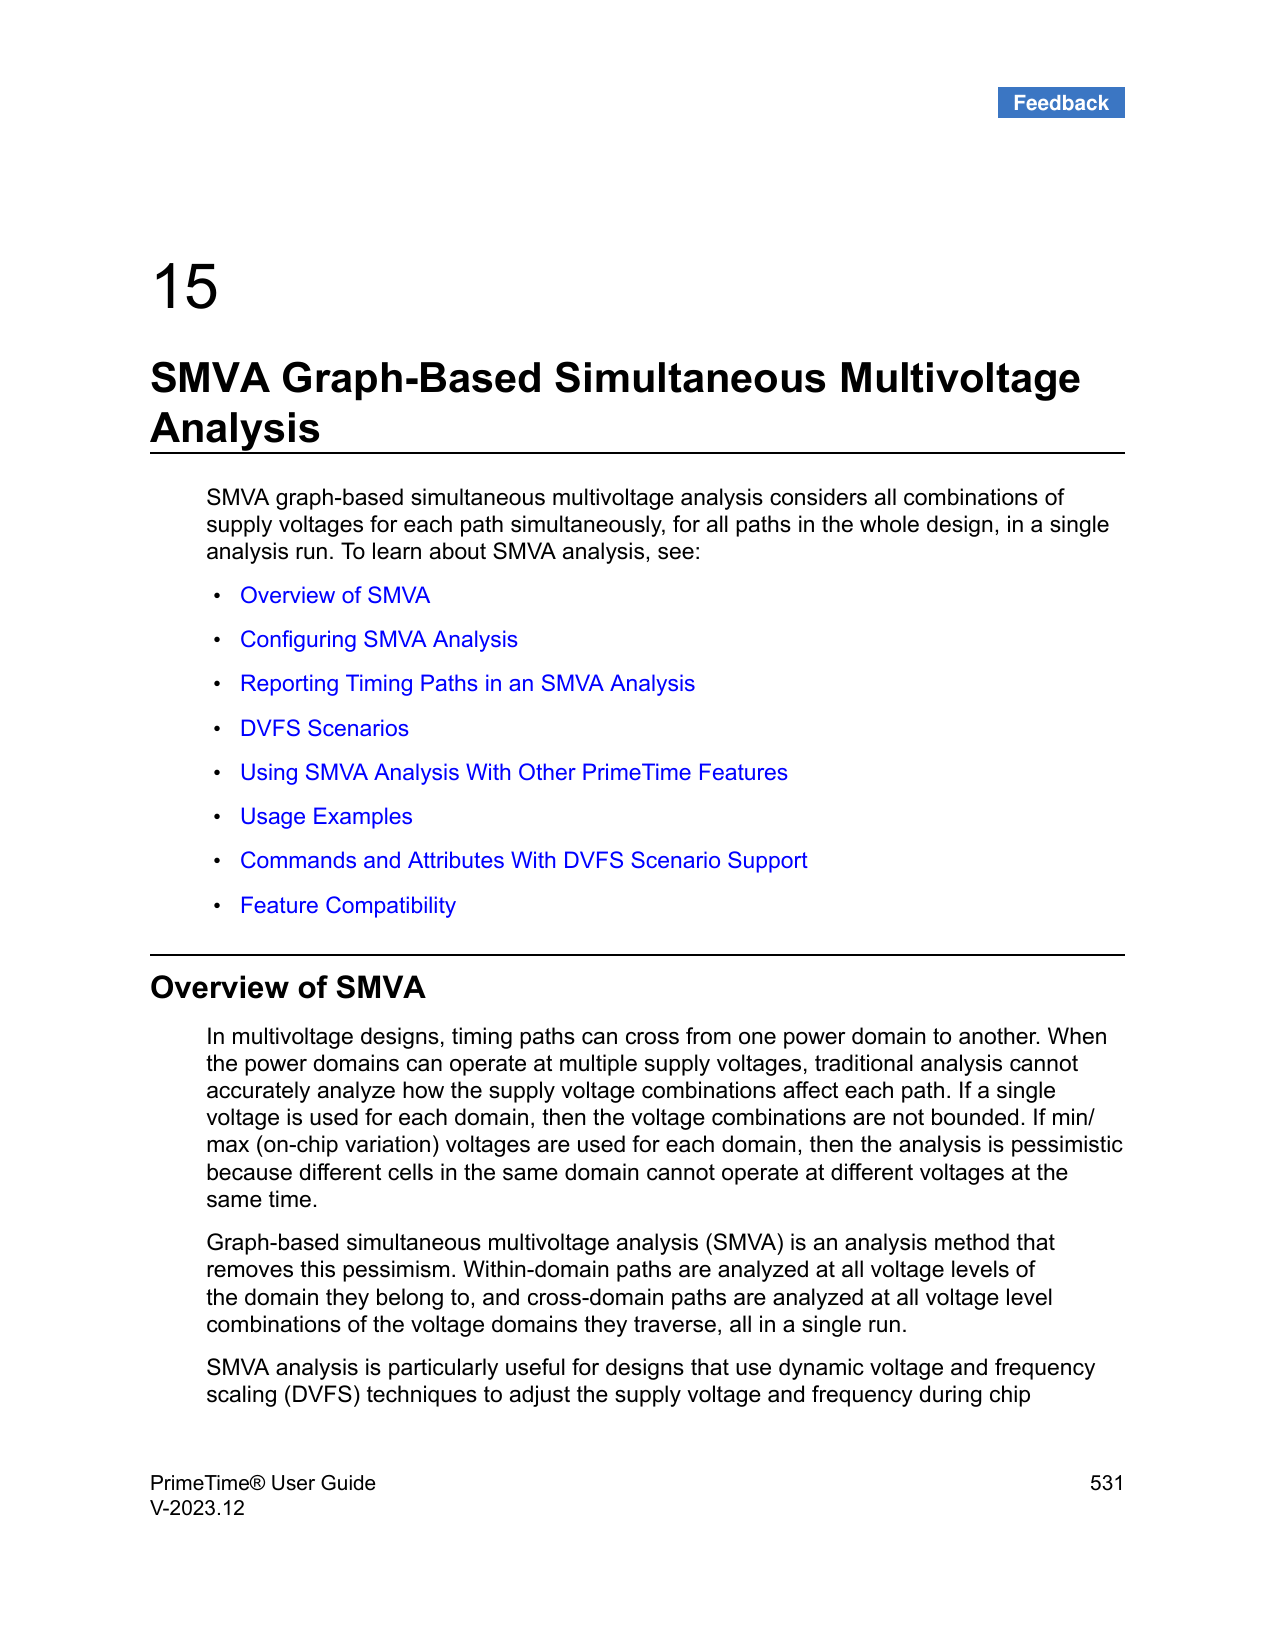 Feedback
15
SMVA Graph-Based Simultaneous Multivoltage
Analysis
SMVA graph-based simultaneous multivoltage analysis considers all combinations of
supply voltages for each path simultaneously, for all paths in the whole design, in a single
analysis run. To learn about SMVA analysis, see:
• Overview of SMVA
• Configuring SMVA Analysis
• Reporting Timing Paths in an SMVA Analysis
• DVFS Scenarios
• Using SMVA Analysis With Other PrimeTime Features
• Usage Examples
• Commands and Attributes With DVFS Scenario Support
• Feature Compatibility
Overview of SMVA
In multivoltage designs, timing paths can cross from one power domain to another. When
the power domains can operate at multiple supply voltages, traditional analysis cannot
accurately analyze how the supply voltage combinations affect each path. If a single
voltage is used for each domain, then the voltage combinations are not bounded. If min/
max (on-chip variation) voltages are used for each domain, then the analysis is pessimistic
because different cells in the same domain cannot operate at different voltages at the
same time.
Graph-based simultaneous multivoltage analysis (SMVA) is an analysis method that
removes this pessimism. Within-domain paths are analyzed at all voltage levels of
the domain they belong to, and cross-domain paths are analyzed at all voltage level
combinations of the voltage domains they traverse, all in a single run.
SMVA analysis is particularly useful for designs that use dynamic voltage and frequency
scaling (DVFS) techniques to adjust the supply voltage and frequency during chip
PrimeTime® User Guide 531
V-2023.12